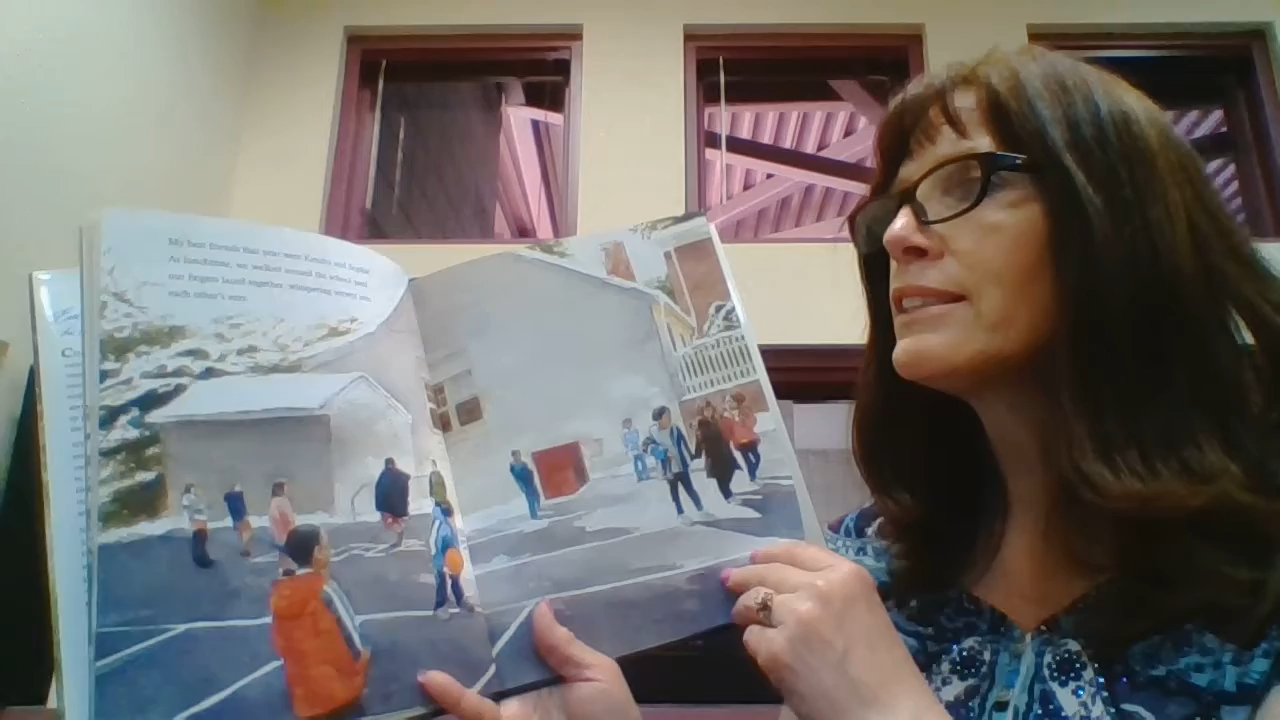 My best friends that year were Kendra and Sophie.
At lunchtime, we walked around the school yard,
our fingers laced together, whispering secrets into
each other's ears.